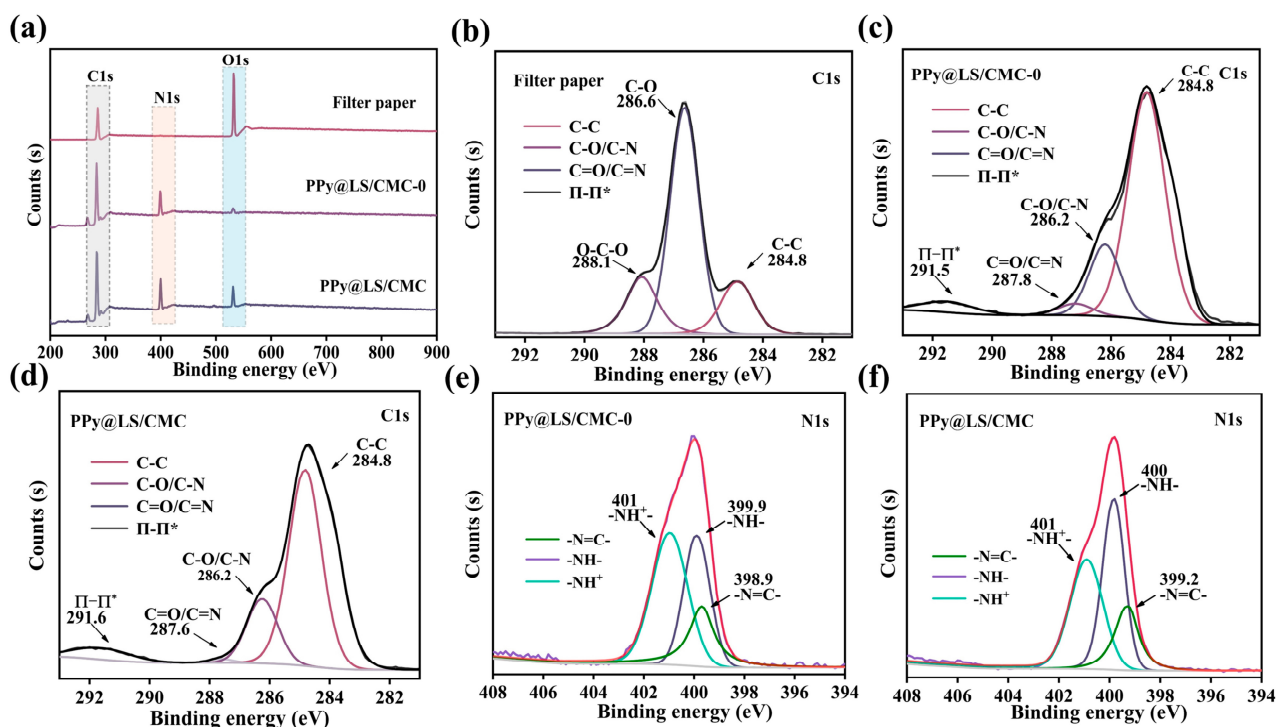 (a)
C1s
N1s
O1s
Filter paper
PPy@LS/CMC-0
PPy@LS/CMC
Counts (s)
200 300 400 500 600 700 800 900
Binding energy (eV)
(b)
Filter paper
C1s
C-C
C-O/C-N
C=O/C=N
Π-Π*
C-O
286.6
O-C-O
288.1
C-C
284.8
Counts (s)
292 290 288 286 284 282
Binding energy (eV)
(c)
PPy@LS/CMC-0
C1s
C-C
C-O/C-N
C=O/C=N
Π-Π*
C-C
284.8
C-O/C-N
286.2
C=O/C=N
287.8
Π−Π*
291.5
Counts (s)
292 290 288 286 284 282
Binding energy (eV)
(d)
PPy@LS/CMC
C1s
C-C
C-O/C-N
C=O/C=N
Π-Π*
C-C
284.8
C-O/C-N
286.2
C=O/C=N
287.6
Π−Π*
291.6
Counts (s)
292 290 288 286 284 282
Binding energy (eV)
(e)
PPy@LS/CMC-0
N1s
-N=C-
-NH-
-NH⁺
401
-NH⁺-
399.9
-NH-
398.9
-N=C-
Counts (s)
408 406 404 402 400 398 396 394
Binding energy (eV)
(f)
PPy@LS/CMC
N1s
-N=C-
-NH-
-NH⁺
401
-NH⁺-
400
-NH-
399.2
-N=C-
Counts (s)
408 406 404 402 400 398 396 394
Binding energy (eV)